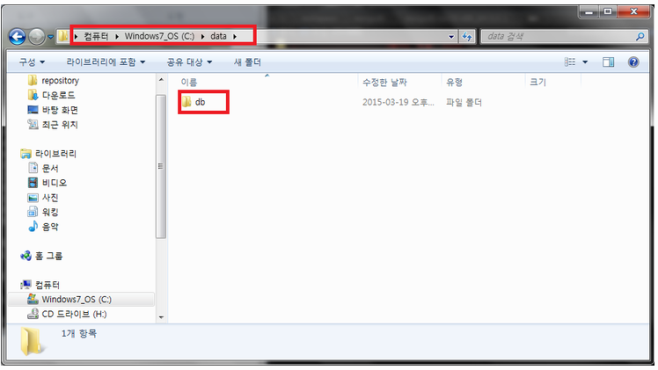 컴퓨터 ▸ Windows7_OS (C:) ▸ data ▸
data 검색
구성 ▾ 라이브러리에 포함 ▾ 공유 대상 ▾ 새 폴더
이름 수정한 날짜 유형 크기
db 2015-03-19 오후... 파일 폴더
repository
다운로드
바탕 화면
최근 위치
라이브러리
문서
비디오
사진
워킹
음악
홈 그룹
컴퓨터
Windows7_OS (C:)
CD 드라이브 (H:)
1개 항목